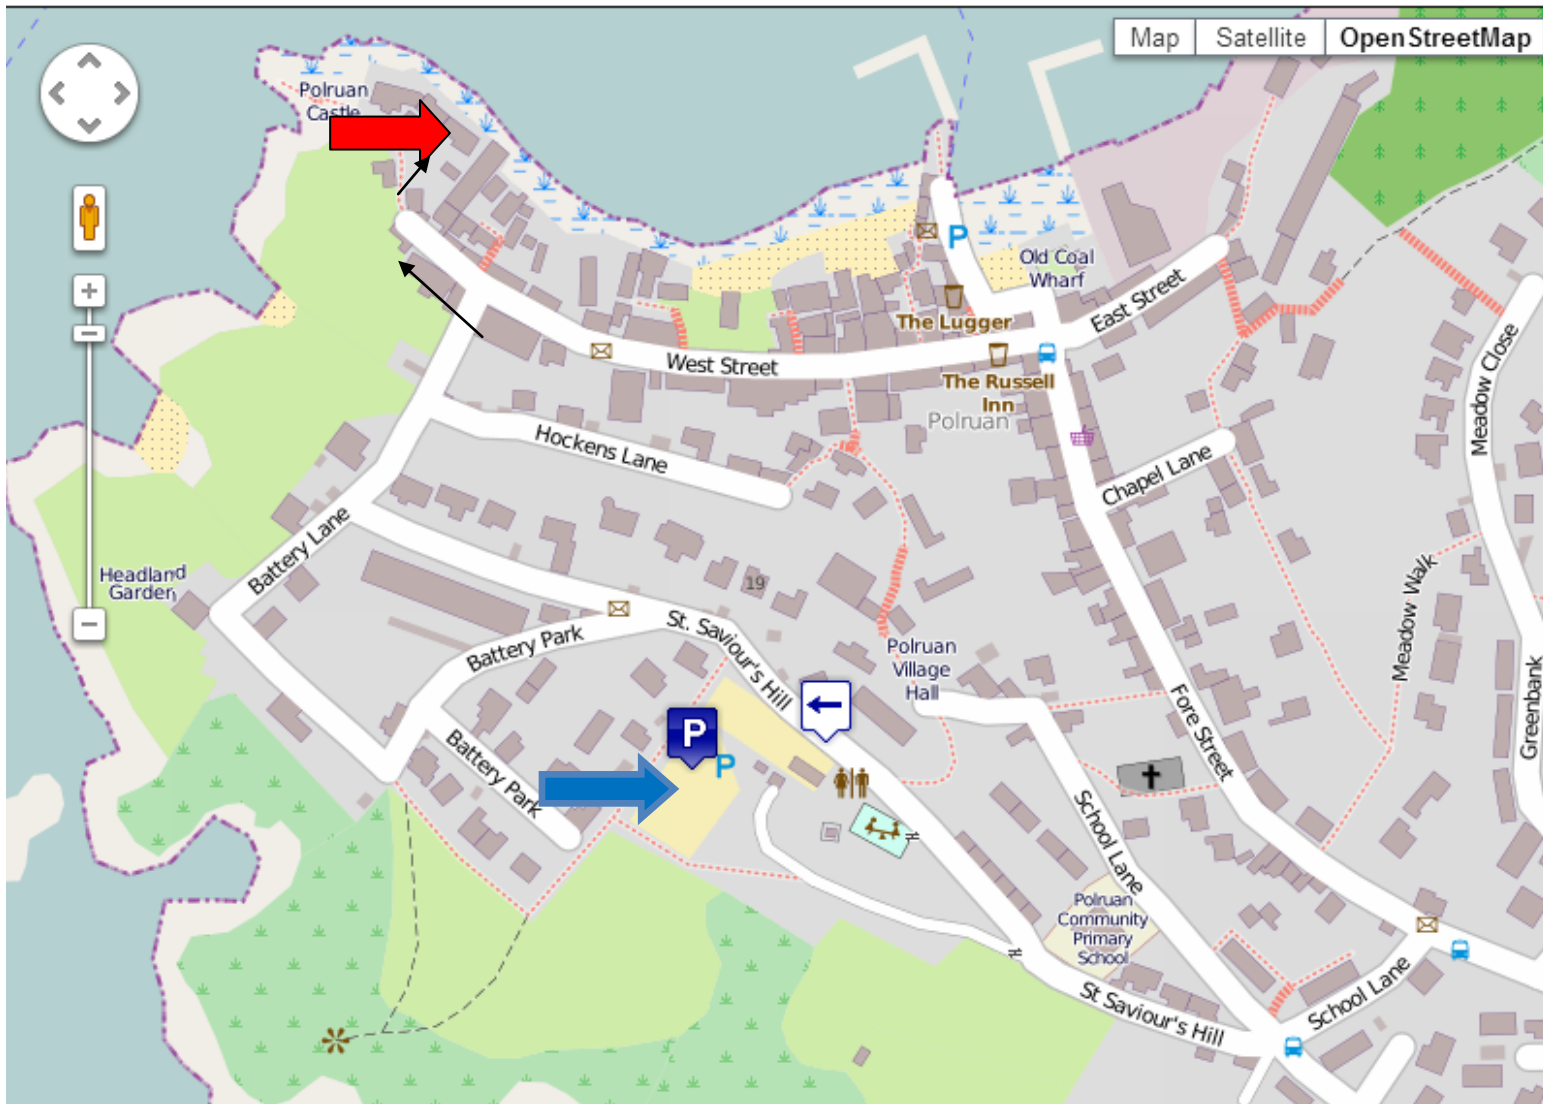 Map
Satellite
OpenStreetMap
Polruan
Castle
P
Old Coal
Wharf
East Street
The Lugger
West Street
The Russell
Inn
Polruan
Meadow Close
Hockens Lane
Chapel Lane
Battery Lane
Headland
Garden
19
Meadow Walk
Battery Park
St. Saviour's Hill
Polruan
Village
Hall
Greenbank
Fore Street
P
P
Battery Park
School Lane
Polruan
Community
Primary
School
St Saviour's Hill
School Lane